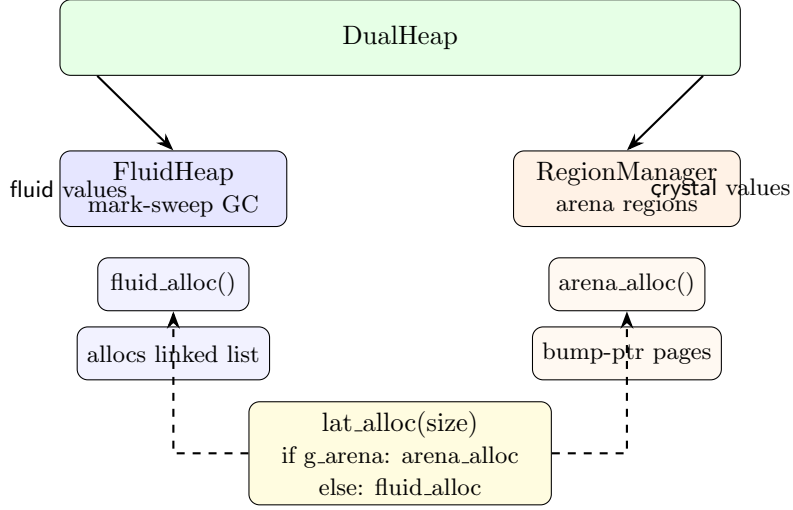 DualHeap
FluidHeap
mark-sweep GC
fluid values
RegionManager
arena regions
crystal values
fluid_alloc()
arena_alloc()
allocs linked list
bump-ptr pages
lat_alloc(size)
if g_arena: arena_alloc
else: fluid_alloc